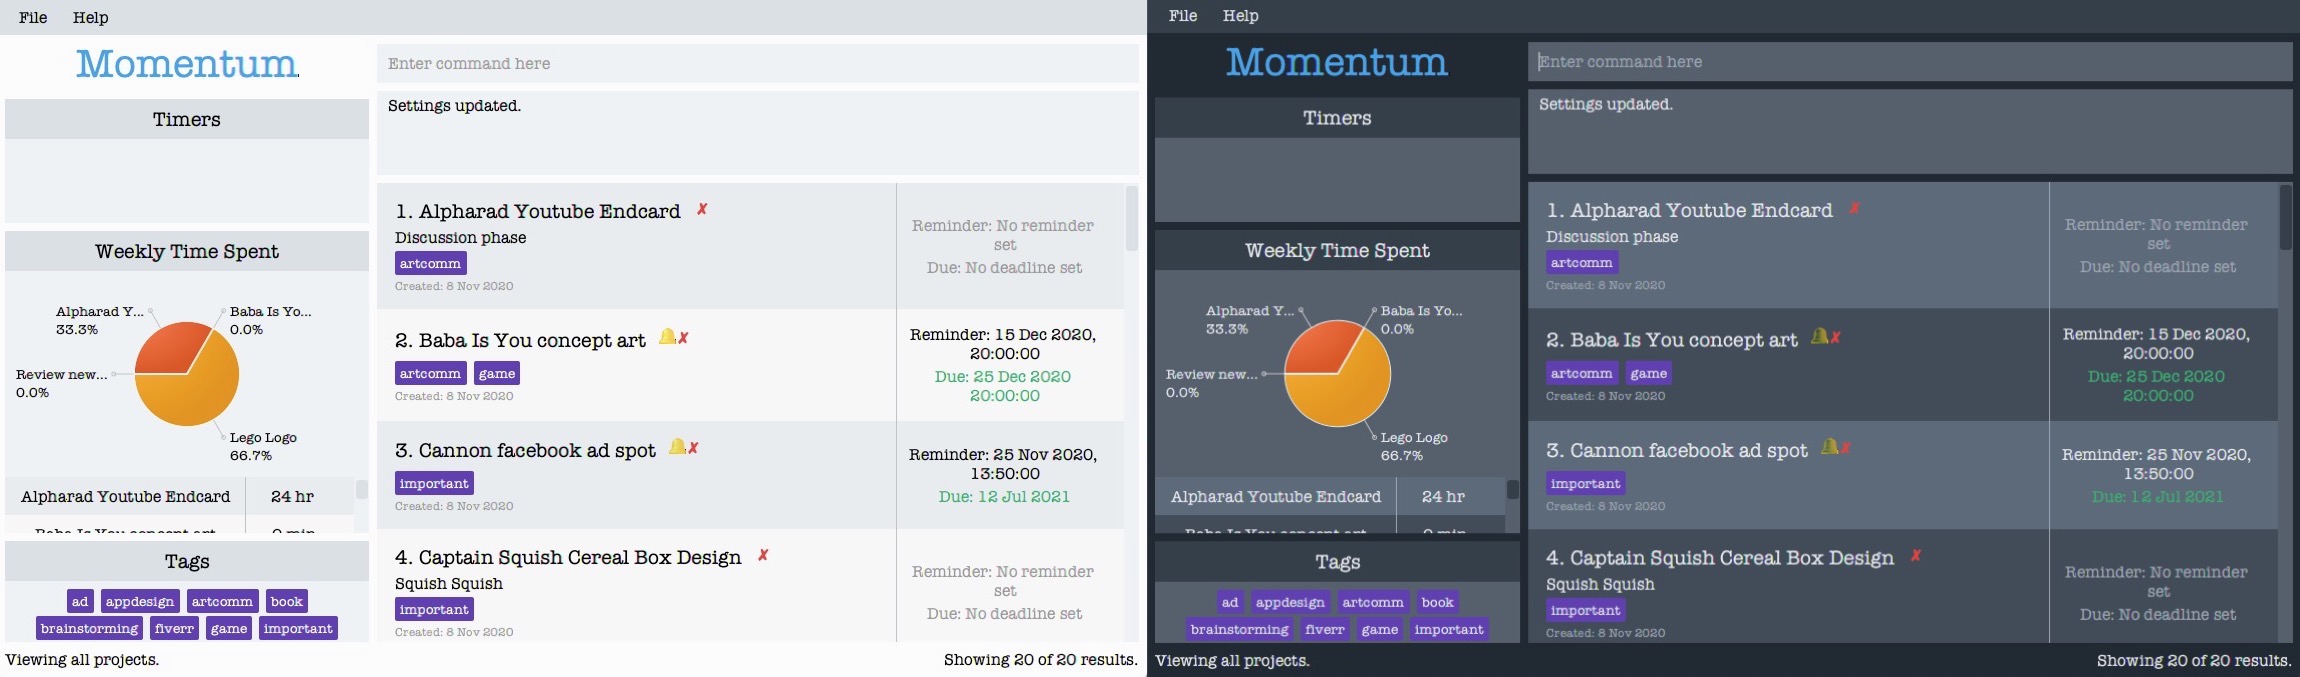 File Help
Momentum
Enter command here
Settings updated.
Timers
Weekly Time Spent
Alpharad Y...
33.3%
Baba Is Yo...
0.0%
Review new...
0.0%
Lego Logo
66.7%
Alpharad Youtube Endcard 24 hr
Baba Is You concept art 0 min
Tags
ad appdesign artcomm book
brainstorming fiverr game important
1. Alpharad Youtube Endcard ✗
Discussion phase
artcomm
Created: 8 Nov 2020
Reminder: No reminder
set
Due: No deadline set
2. Baba Is You concept art 🔔✗
artcomm game
Created: 8 Nov 2020
Reminder: 15 Dec 2020,
20:00:00
Due: 25 Dec 2020
20:00:00
3. Cannon facebook ad spot 🔔✗
important
Created: 8 Nov 2020
Reminder: 25 Nov 2020,
13:50:00
Due: 12 Jul 2021
4. Captain Squish Cereal Box Design ✗
Squish Squish
important
Created: 8 Nov 2020
Reminder: No reminder
set
Due: No deadline set
Viewing all projects.
Showing 20 of 20 results.
File Help
Momentum
Enter command here
Settings updated.
Timers
Weekly Time Spent
Alpharad Y...
33.3%
Baba Is Yo...
0.0%
Review new...
0.0%
Lego Logo
66.7%
Alpharad Youtube Endcard 24 hr
Baba Is You concept art 0 min
Tags
ad appdesign artcomm book
brainstorming fiverr game important
1. Alpharad Youtube Endcard ✗
Discussion phase
artcomm
Created: 8 Nov 2020
Reminder: No reminder
set
Due: No deadline set
2. Baba Is You concept art 🔔✗
artcomm game
Created: 8 Nov 2020
Reminder: 15 Dec 2020,
20:00:00
Due: 25 Dec 2020
20:00:00
3. Cannon facebook ad spot 🔔✗
important
Created: 8 Nov 2020
Reminder: 25 Nov 2020,
13:50:00
Due: 12 Jul 2021
4. Captain Squish Cereal Box Design ✗
Squish Squish
important
Created: 8 Nov 2020
Reminder: No reminder
set
Due: No deadline set
Viewing all projects.
Showing 20 of 20 results.